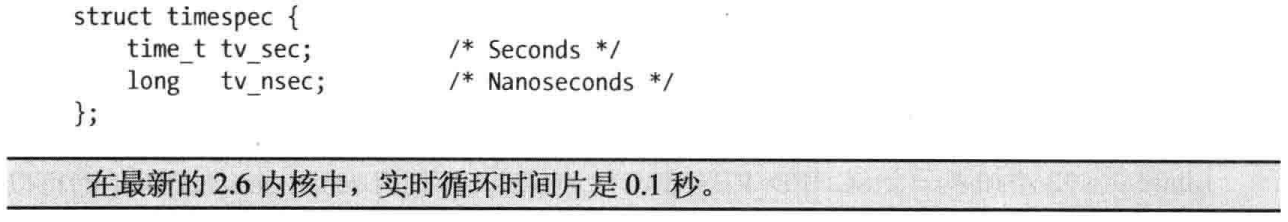 struct timespec {
    time_t tv_sec;          /* Seconds */
    long   tv_nsec;         /* Nanoseconds */
};
在最新的 2.6 内核中，实时循环时间片是 0.1 秒。